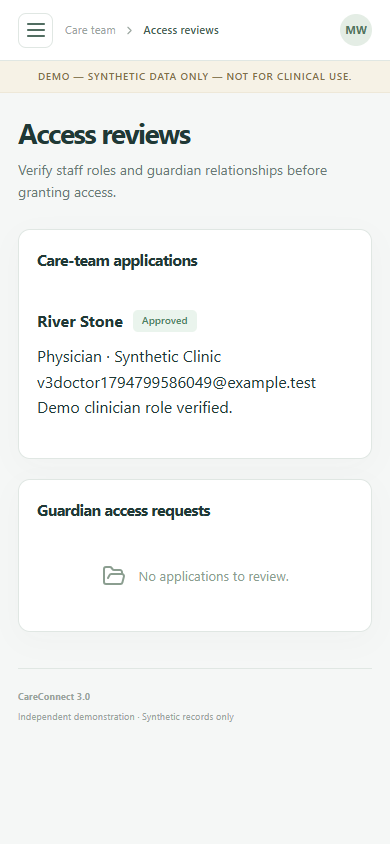 Care team > Access reviews MW
DEMO — SYNTHETIC DATA ONLY — NOT FOR CLINICAL USE.
Access reviews
Verify staff roles and guardian relationships before
granting access.
Care-team applications
River Stone Approved
Physician · Synthetic Clinic
v3doctor1794799586049@example.test
Demo clinician role verified.
Guardian access requests
No applications to review.
CareConnect 3.0
Independent demonstration · Synthetic records only